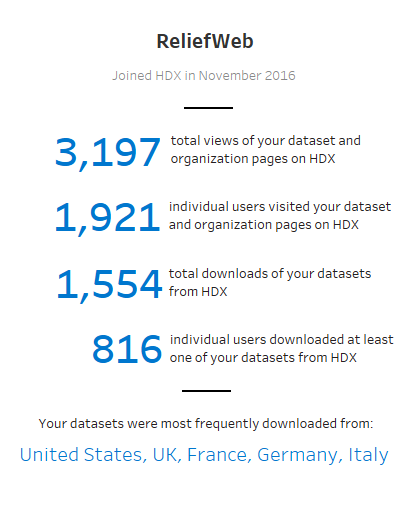 ReliefWeb
Joined HDX in November 2016
3,197 total views of your dataset and
organization pages on HDX
1,921 individual users visited your dataset
and organization pages on HDX
1,554 total downloads of your datasets
from HDX
816 individual users downloaded at least
one of your datasets from HDX
Your datasets were most frequently downloaded from:
United States, UK, France, Germany, Italy